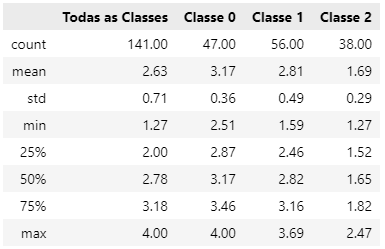 Todas as Classes Classe 0 Classe 1 Classe 2
count 141.00 47.00 56.00 38.00
mean 2.63 3.17 2.81 1.69
std 0.71 0.36 0.49 0.29
min 1.27 2.51 1.59 1.27
25% 2.00 2.87 2.46 1.52
50% 2.78 3.17 2.82 1.65
75% 3.18 3.46 3.16 1.82
max 4.00 4.00 3.69 2.47